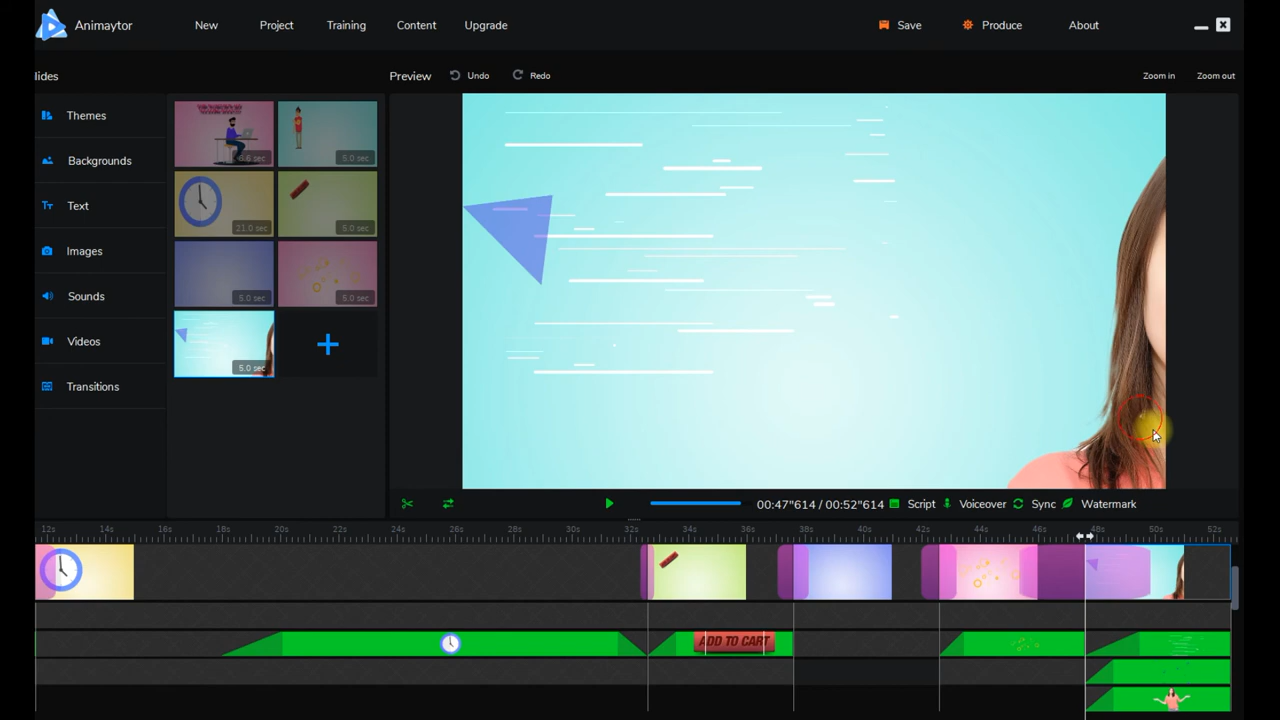 Animaytor
New Project Training Content Upgrade
Save Produce About
lides
Preview Undo Redo
Zoom in Zoom out
Themes
Backgrounds
Text
Images
Sounds
Videos
Transitions
5.0 sec
21.0 sec 5.0 sec
5.0 sec 5.0 sec
5.0 sec
00:47"614 / 00:52"614 Script Voiceover Sync Watermark
12s 14s 16s 18s 20s 22s 24s 26s 28s 30s 32s 34s 36s 38s 40s 42s 44s 46s 48s 50s 52s
ADD TO CART